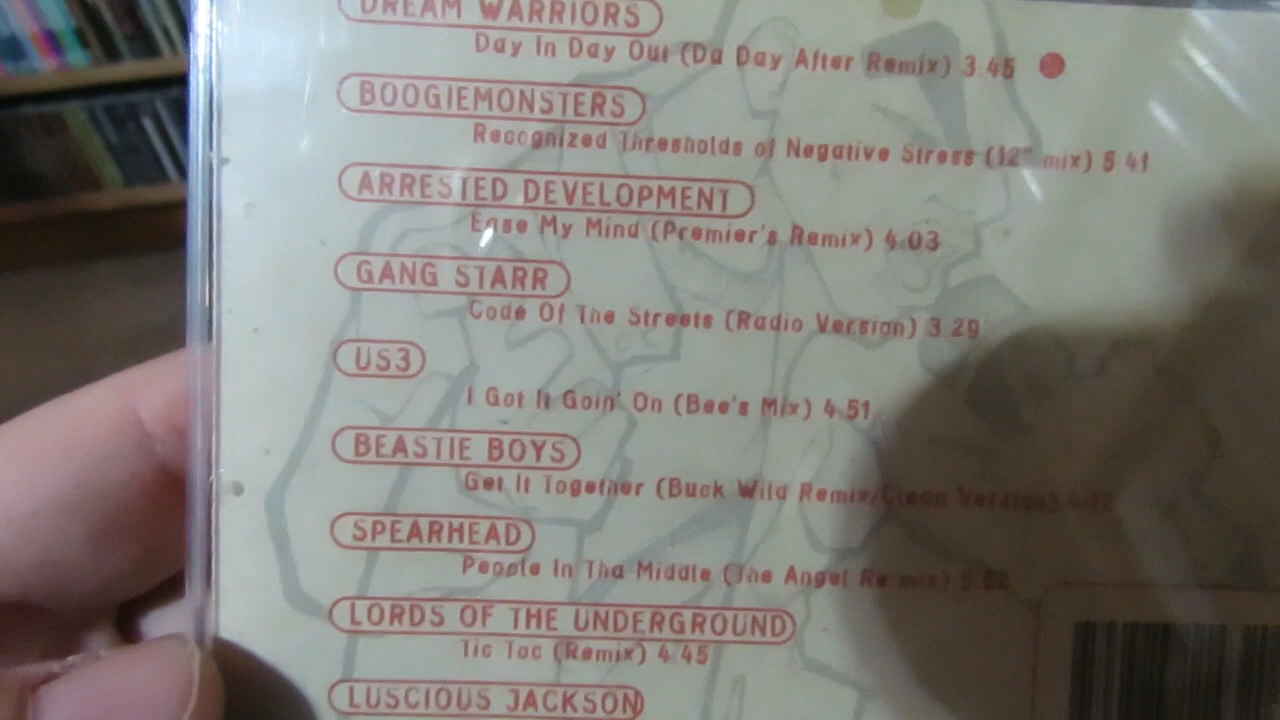 DREAM WARRIORS
Day In Day Out (Da Day After Remix) 3:45
BOOGIEMONSTERS
Recognized Thresholds of Negative Stress (12" mix) 5:41
ARRESTED DEVELOPMENT
Ease My Mind (Premier's Remix) 4:03
GANG STARR
Code Of The Streets (Radio Version) 3:29
US3
I Got It Goin' On (Bee's Mix) 4:51
BEASTIE BOYS
Get It Together (Buck Wild Remix/Clean Version)
SPEARHEAD
People In Tha Middle (The Angel Re-mix)
LORDS OF THE UNDERGROUND
Tic Toc (Remix) 4:45
LUSCIOUS JACKSON